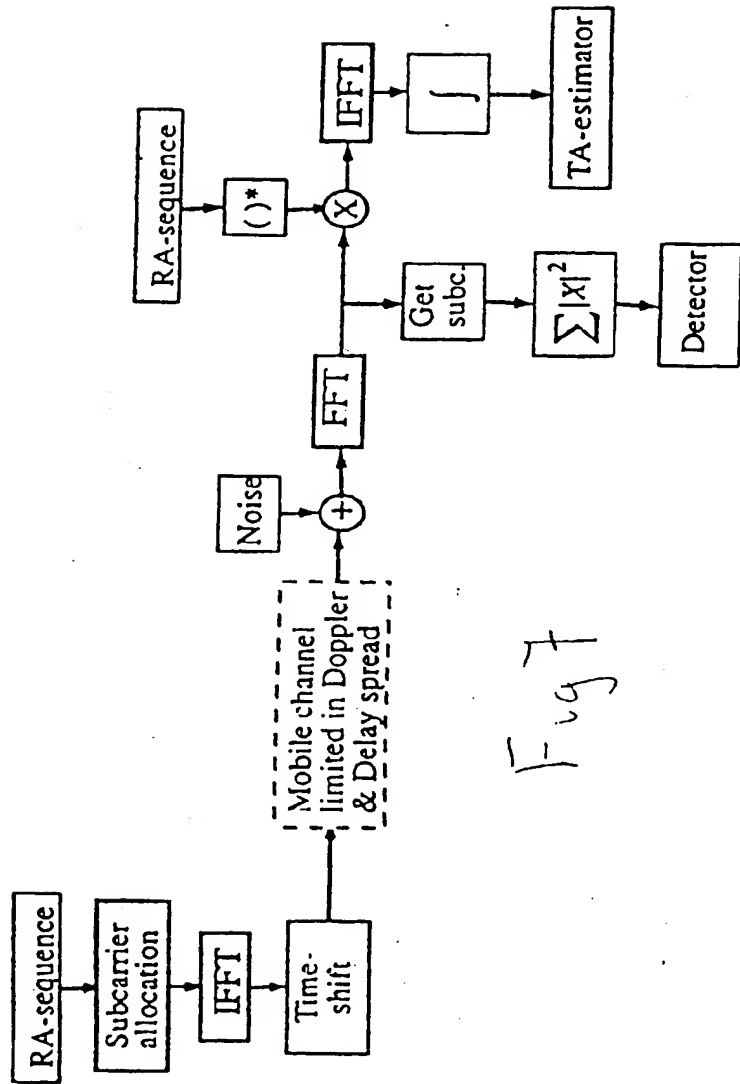 RA-sequence
Subcarrier
allocation
IFFT
Time-
shift
Mobile channel
limited in Doppler
& Delay spread
Noise
+
FFT
Get
subc.
∑|X|²
Detector
RA-sequence
( )*
X
IFFT
∫
TA-estimator
Fig 7